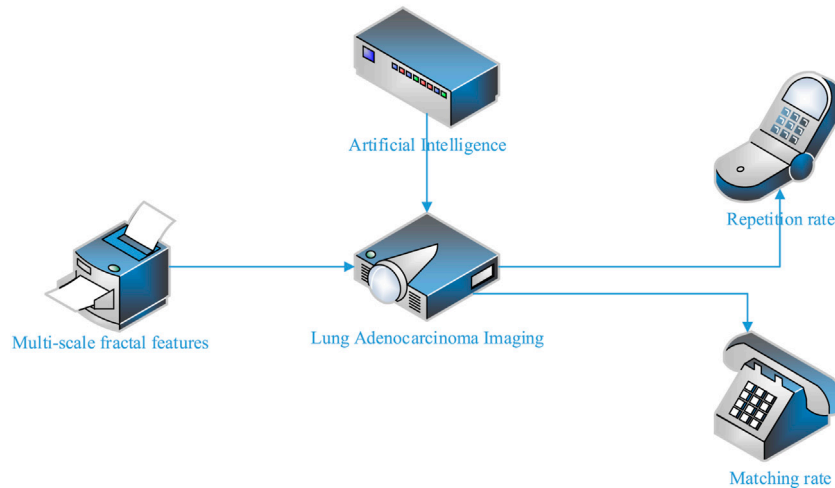 Artificial Intelligence
Repetition rate
Multi-scale fractal features
Lung Adenocarcinoma Imaging
Matching rate